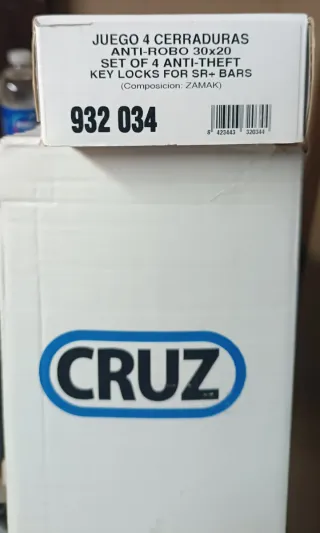 JUEGO 4 CERRADURAS
ANTI-ROBO 30x20
SET OF 4 ANTI-THEFT
KEY LOCKS FOR SR+ BARS
(Composicion: ZAMAK)
932 034
CRUZ